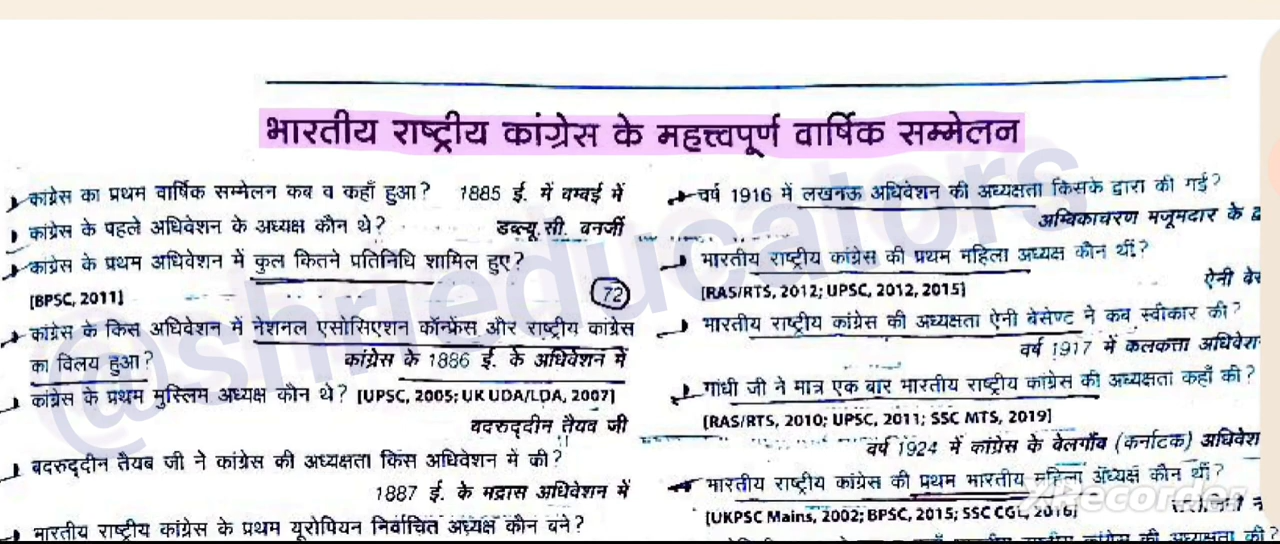 भारतीय राष्ट्रीय कांग्रेस के महत्त्वपूर्ण वार्षिक सम्मेलन
कांग्रेस का प्रथम वार्षिक सम्मेलन कब व कहाँ हुआ? 1885 ई. में बम्बई में
कांग्रेस के पहले अधिवेशन के अध्यक्ष कौन थे? डब्ल्यू.सी. बनर्जी
कांग्रेस के प्रथम अधिवेशन में कुल कितने प्रतिनिधि शामिल हुए?
[BPSC, 2011] 72
कांग्रेस के किस अधिवेशन में नेशनल एसोसिएशन कॉन्फ्रेंस और राष्ट्रीय कांग्रेस
का विलय हुआ? कांग्रेस के 1886 ई. के अधिवेशन में
कांग्रेस के प्रथम मुस्लिम अध्यक्ष कौन थे? [UPSC, 2005; UK UDA/LDA, 2007]
बदरुद्दीन तैयब जी
बदरुद्दीन तैयब जी ने कांग्रेस की अध्यक्षता किस अधिवेशन में की?
1887 ई. के मद्रास अधिवेशन में
भारतीय राष्ट्रीय कांग्रेस के प्रथम यूरोपियन निर्वाचित अध्यक्ष कौन बने?
वर्ष 1916 में लखनऊ अधिवेशन की अध्यक्षता किसके द्वारा की गई?
अम्बिकाचरण मजूमदार के
भारतीय राष्ट्रीय कांग्रेस की प्रथम महिला अध्यक्ष कौन थीं?
[RAS/RTS, 2012; UPSC, 2012, 2015] ऐनी
भारतीय राष्ट्रीय कांग्रेस की अध्यक्षता ऐनी बेसेण्ट ने कब स्वीकार की?
वर्ष 1917 में कलकत्ता
गांधी जी ने मात्र एक बार भारतीय राष्ट्रीय कांग्रेस की अध्यक्षता कहाँ की?
[RAS/RTS, 2010; UPSC, 2011; SSC MTS, 2019]
वर्ष 1924 में कांग्रेस के बेलगाँव (कर्नाटक)
भारतीय राष्ट्रीय कांग्रेस की प्रथम भारतीय महिला अध्यक्ष कौन थीं?
[UKPSC Mains, 2002; BPSC, 2015; SSC CGL, 2016]
@shrieducators
XRecorder